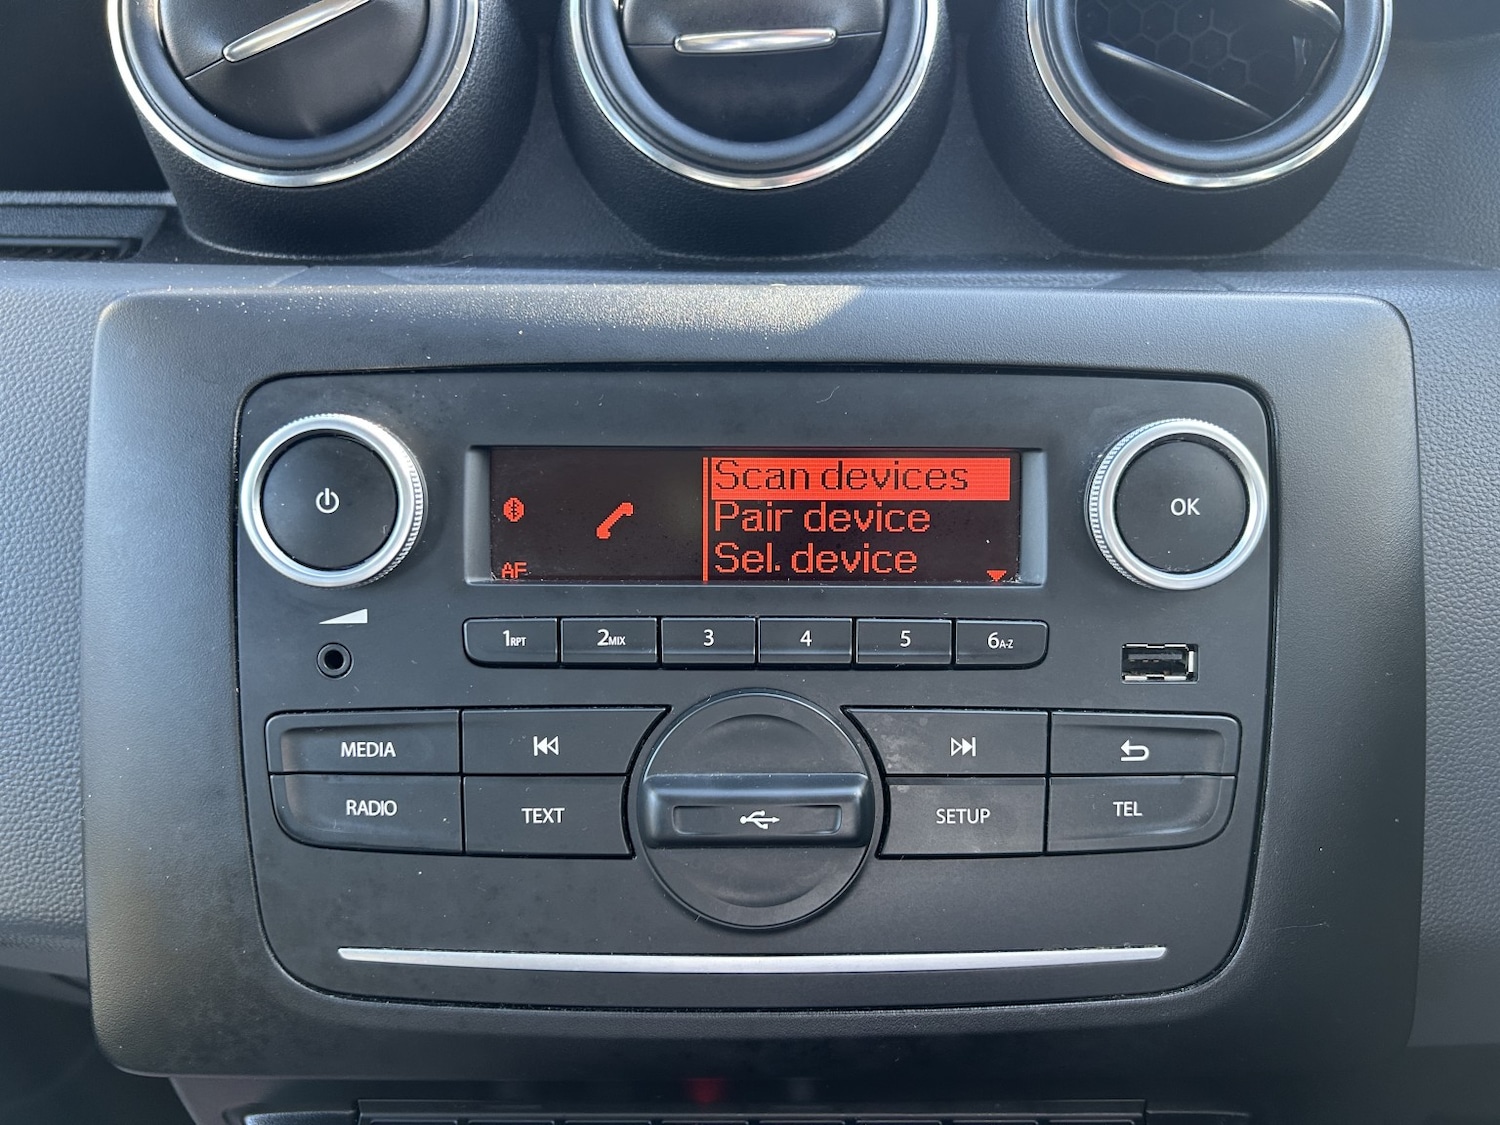 Scan devices
Pair device
Sel. device
AF
OK
1RPT
2MIX
3
4
5
6A-Z
MEDIA
RADIO
TEXT
SETUP
TEL